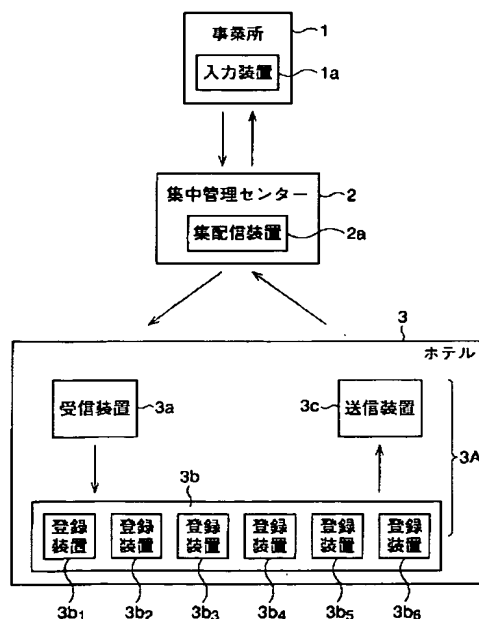 事業所
1
入力装置
1a
集中管理センター
2
集配信装置
2a
3
ホテル
受信装置
3a
3c
送信装置
3A
3b
登録
装置
登録
装置
登録
装置
登録
装置
登録
装置
登録
装置
3b1
3b2
3b3
3b4
3b5
3b6